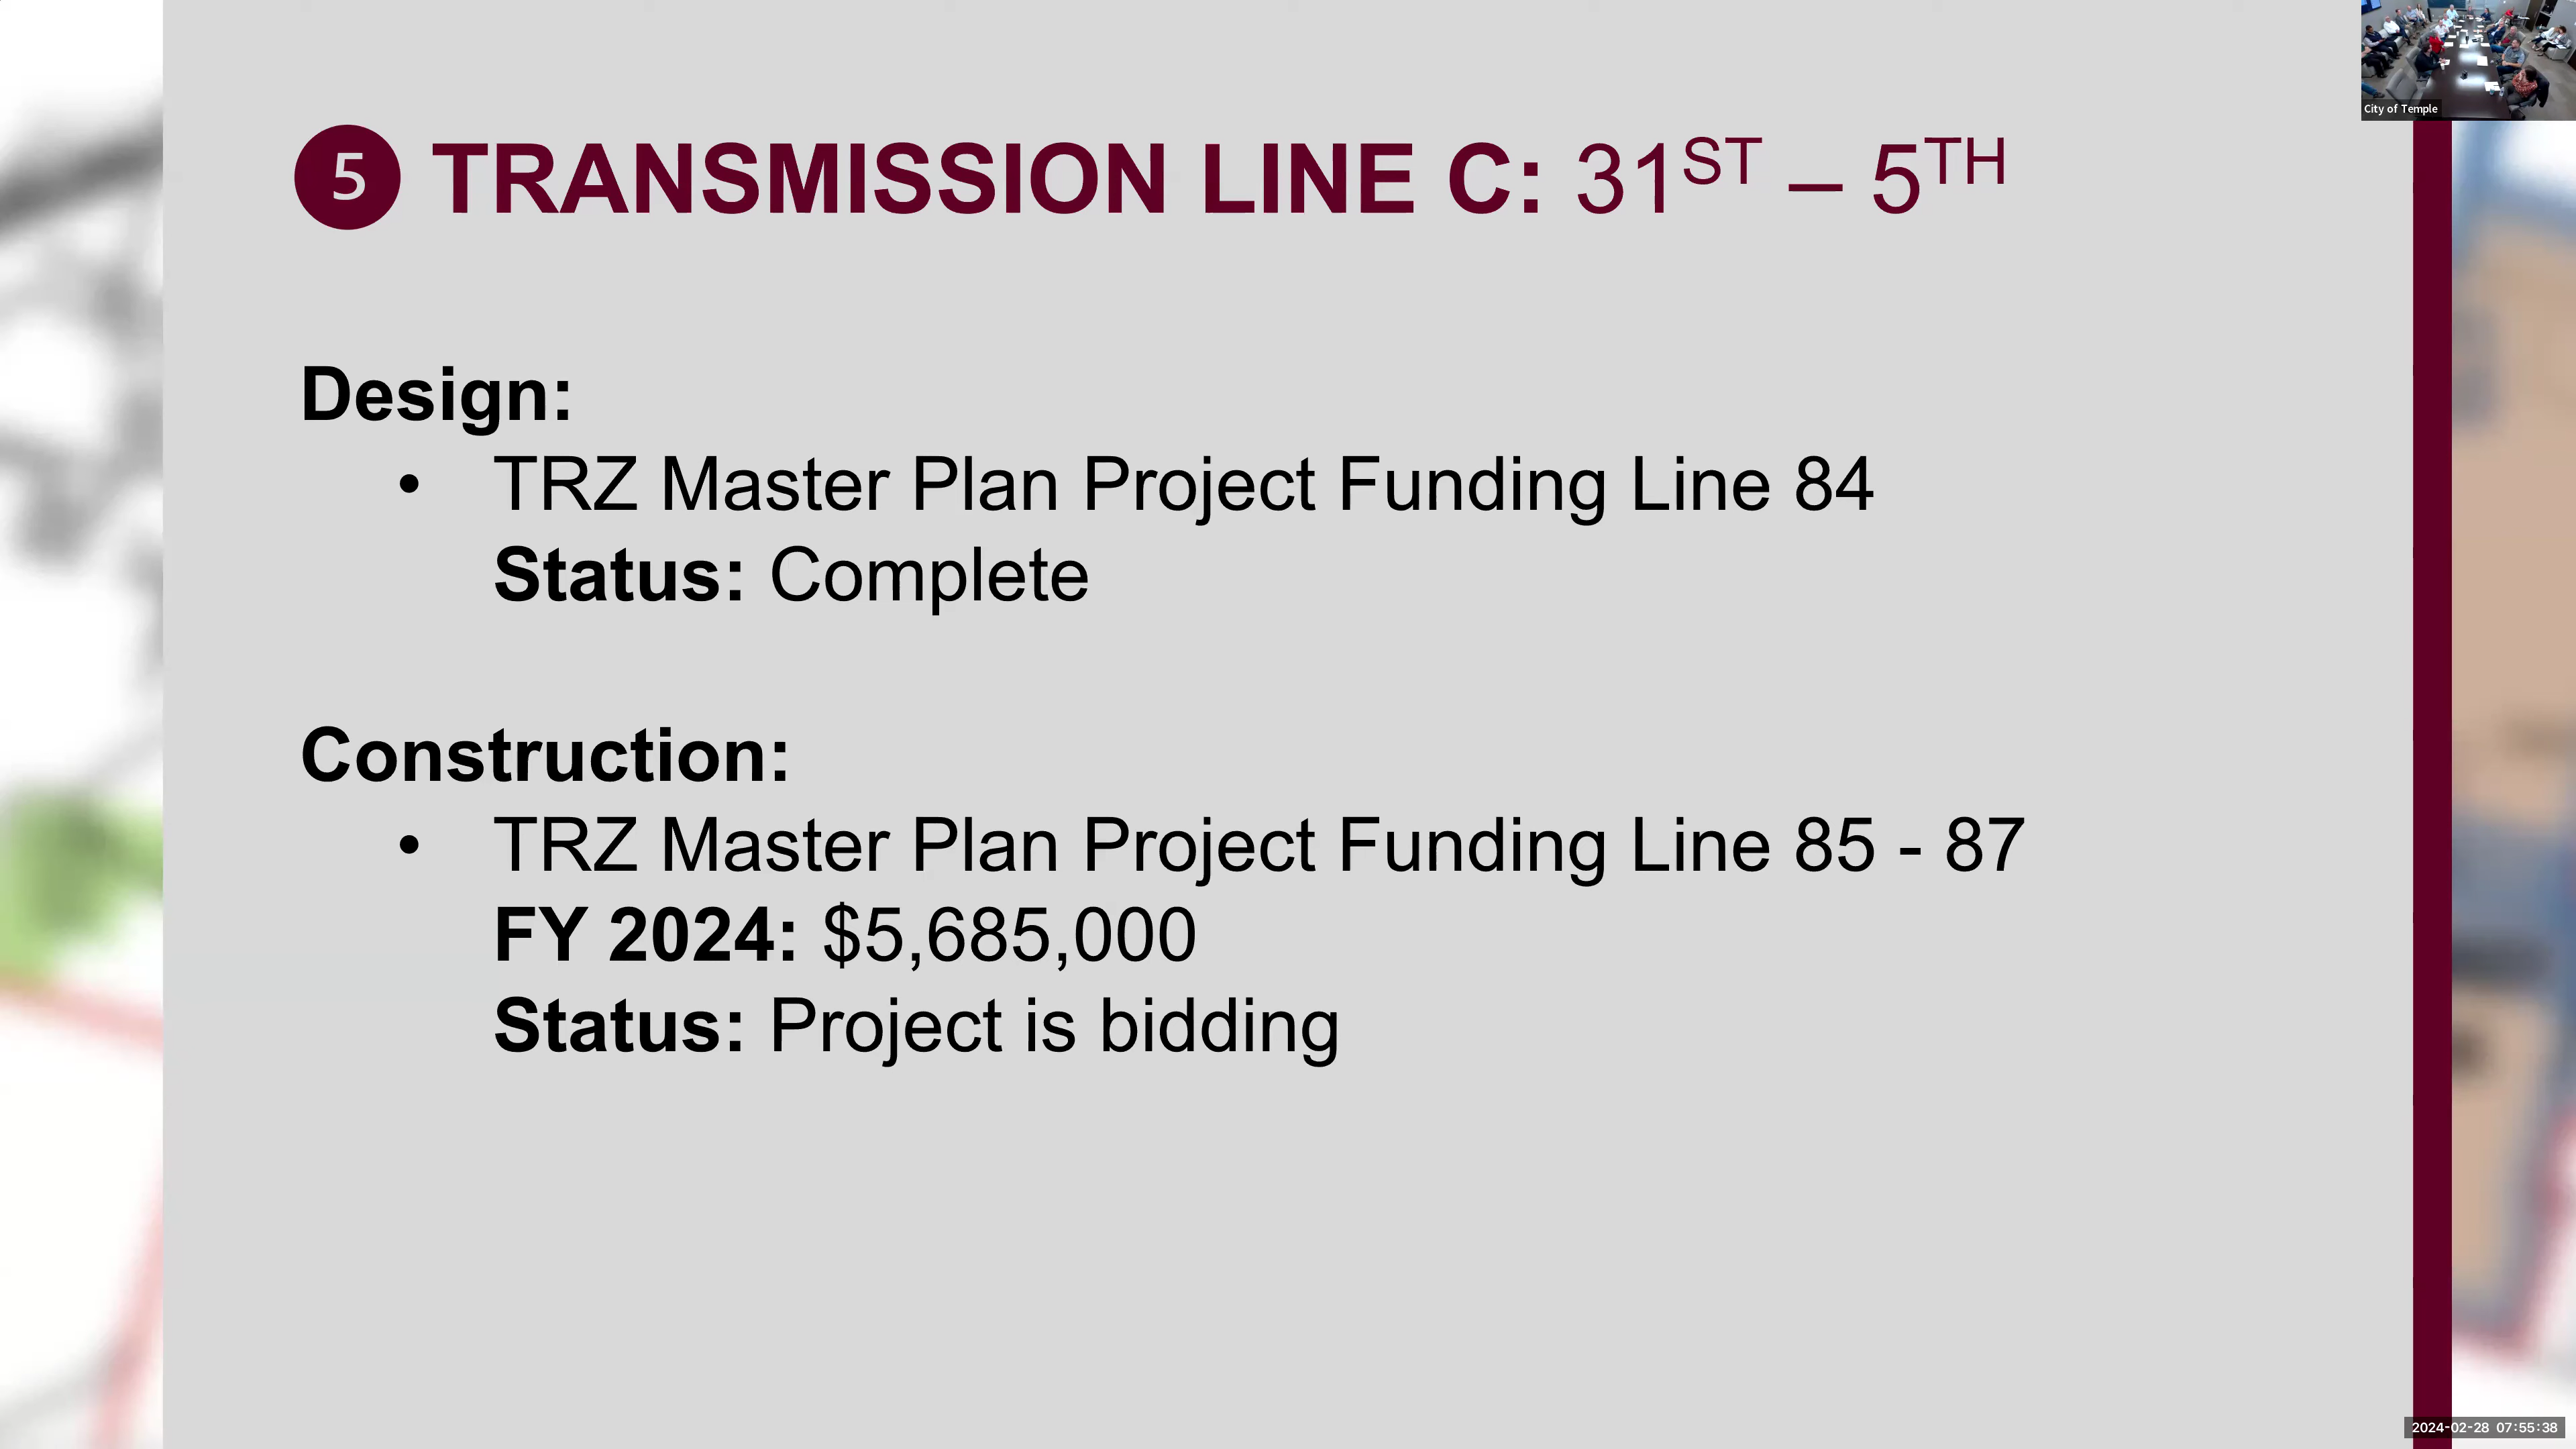 City of Temple
5 TRANSMISSION LINE C: 31ST – 5TH
Design:
• TRZ Master Plan Project Funding Line 84
Status: Complete
Construction:
• TRZ Master Plan Project Funding Line 85 - 87
FY 2024: $5,685,000
Status: Project is bidding
2024-02-28 07:55:38